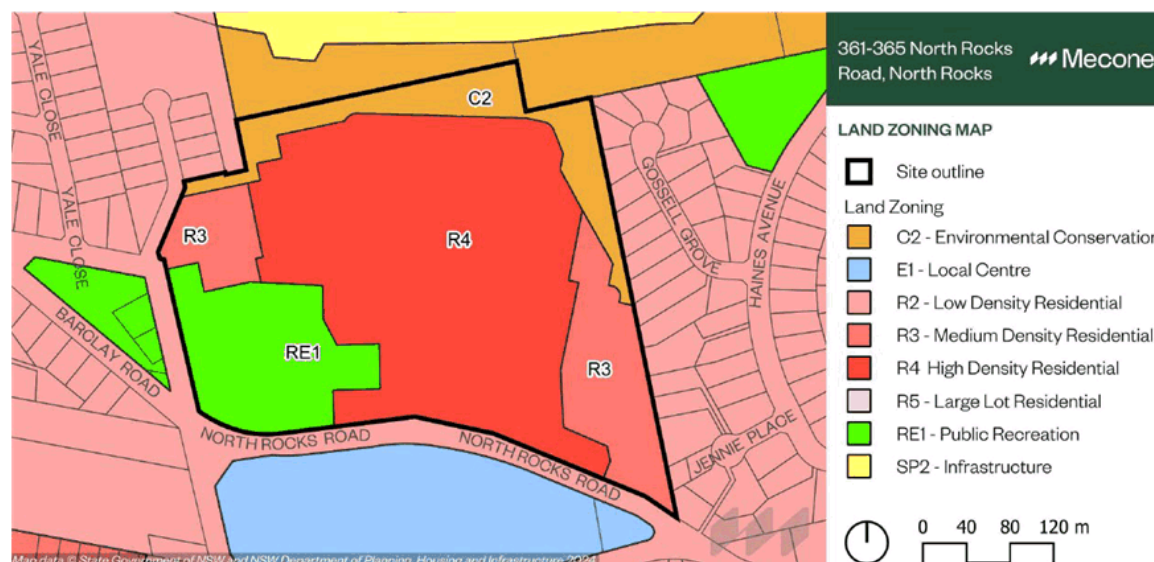 361-365 North Rocks
Road, North Rocks
Mecone
LAND ZONING MAP
Site outline
Land Zoning
C2 - Environmental Conservation
E1 - Local Centre
R2 - Low Density Residential
R3 - Medium Density Residential
R4 High Density Residential
R5 - Large Lot Residential
RE1 - Public Recreation
SP2 - Infrastructure
0 40 80 120 m
YALE CLOSE
YALE CLOSE
BARCLAY ROAD
C2
R3
R4
RE1
R3
GOSSELL GROVE
HAINES AVENUE
JENNIE PLACE
NORTH ROCKS ROAD
NORTH ROCKS ROAD
Map data © State Government of NSW and NSW Department of Planning, Housing and Infrastructure 2024